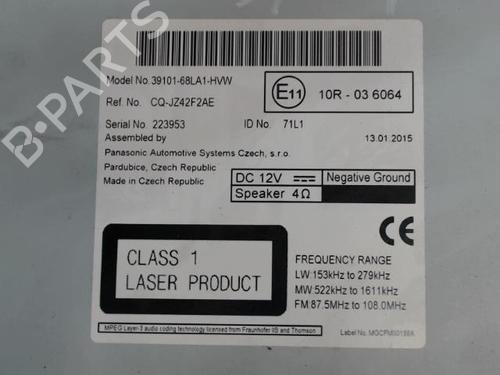 Model No. 39101-68LA1-HVW
Ref. No. CQ-JZ42F2AE
E11 10R - 03 6064
Serial No. 223953 ID No. 71L1
Assembled by 13.01.2015
Panasonic Automotive Systems Czech, s.r.o.
Pardubice, Czech Republic
Made in Czech Republic
DC 12V Negative Ground
Speaker 4Ω
CE
CLASS 1
LASER PRODUCT
FREQUENCY RANGE
LW: 153kHz to 279kHz
MW: 522kHz to 1611kHz
FM: 87.5MHz to 108.0MHz
MPEG Layer-3 audio coding technology licensed from Fraunhofer IIS and Thomson
Label No.
B-PARTS